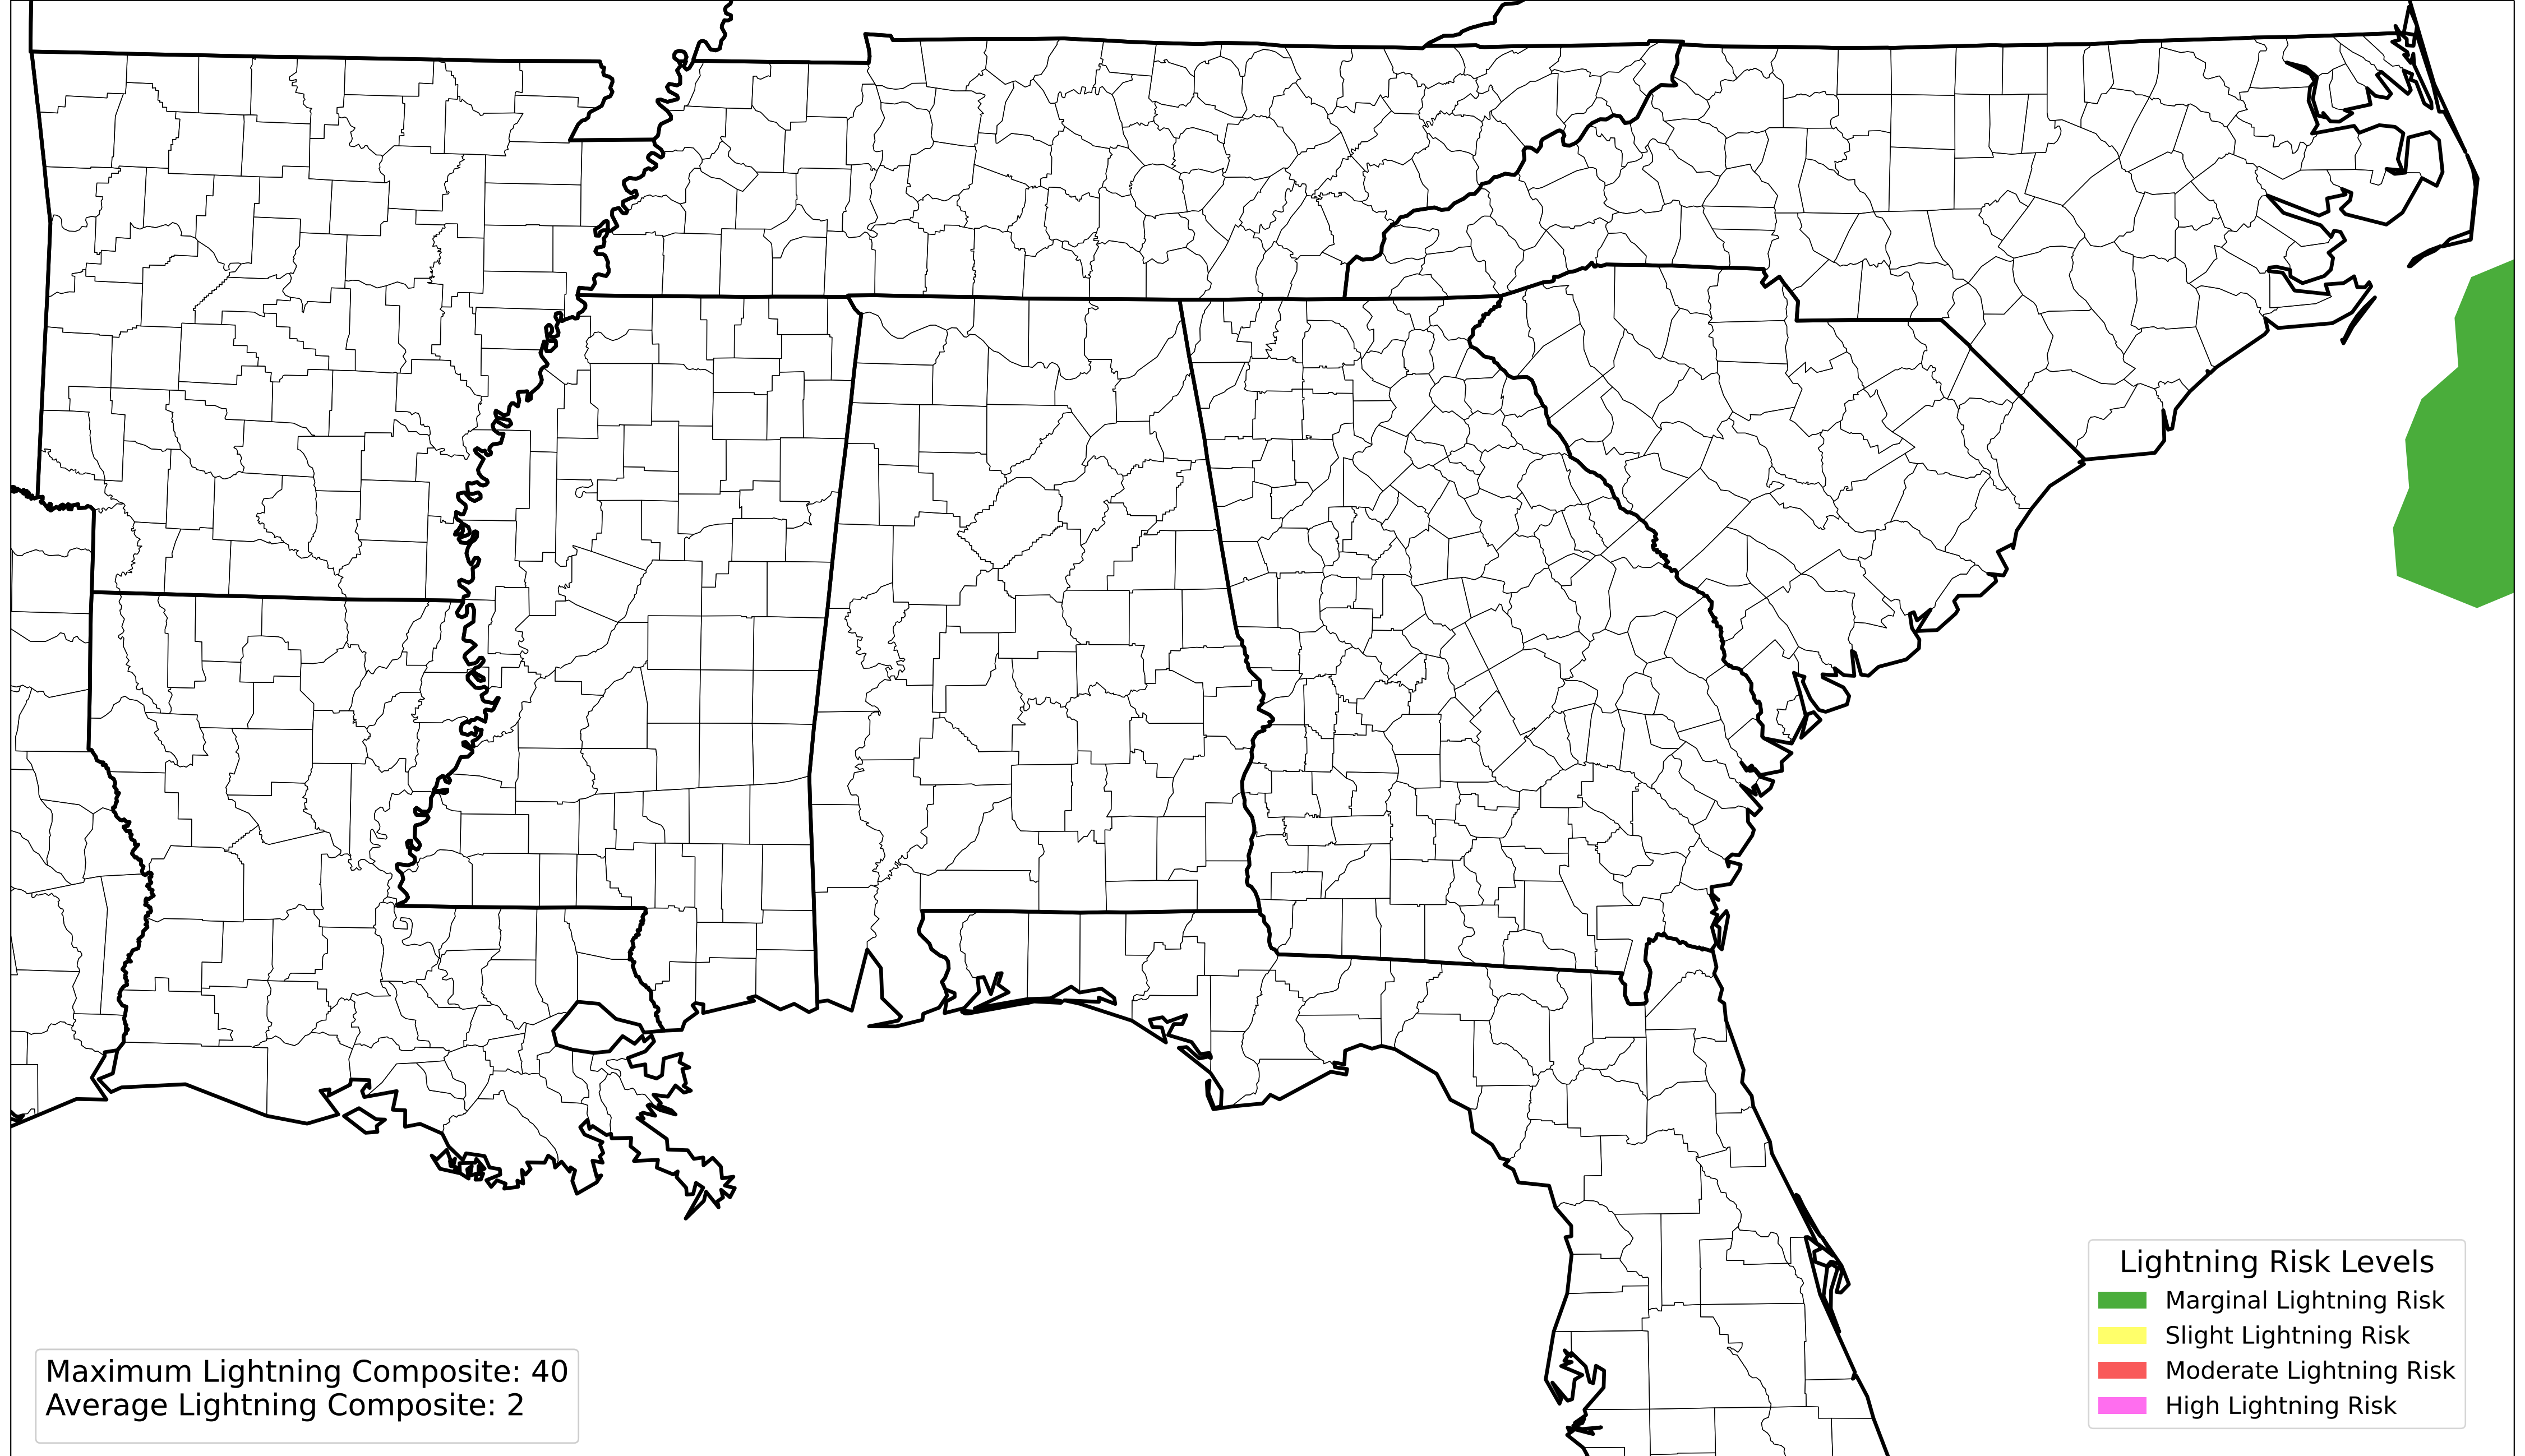 Maximum Lightning Composite: 40
Average Lightning Composite: 2
Lightning Risk Levels
Marginal Lightning Risk
Slight Lightning Risk
Moderate Lightning Risk
High Lightning Risk